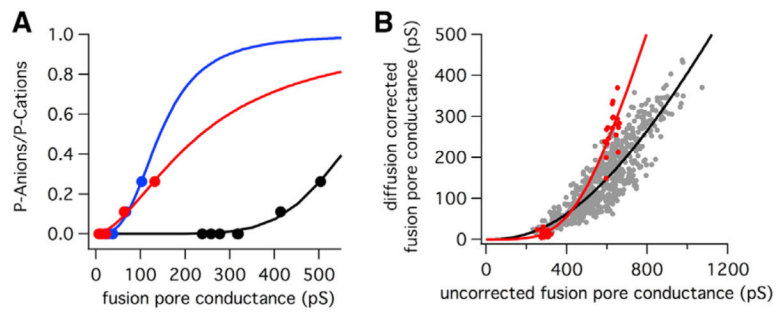 A
P-Anions/P-Cations
1.0
0.8
0.6
0.4
0.2
0.0
0 100 200 300 400 500
fusion pore conductance (pS)
B
diffusion corrected
fusion pore conductance (pS)
500
400
300
200
100
0
0 400 800 1200
uncorrected fusion pore conductance (pS)